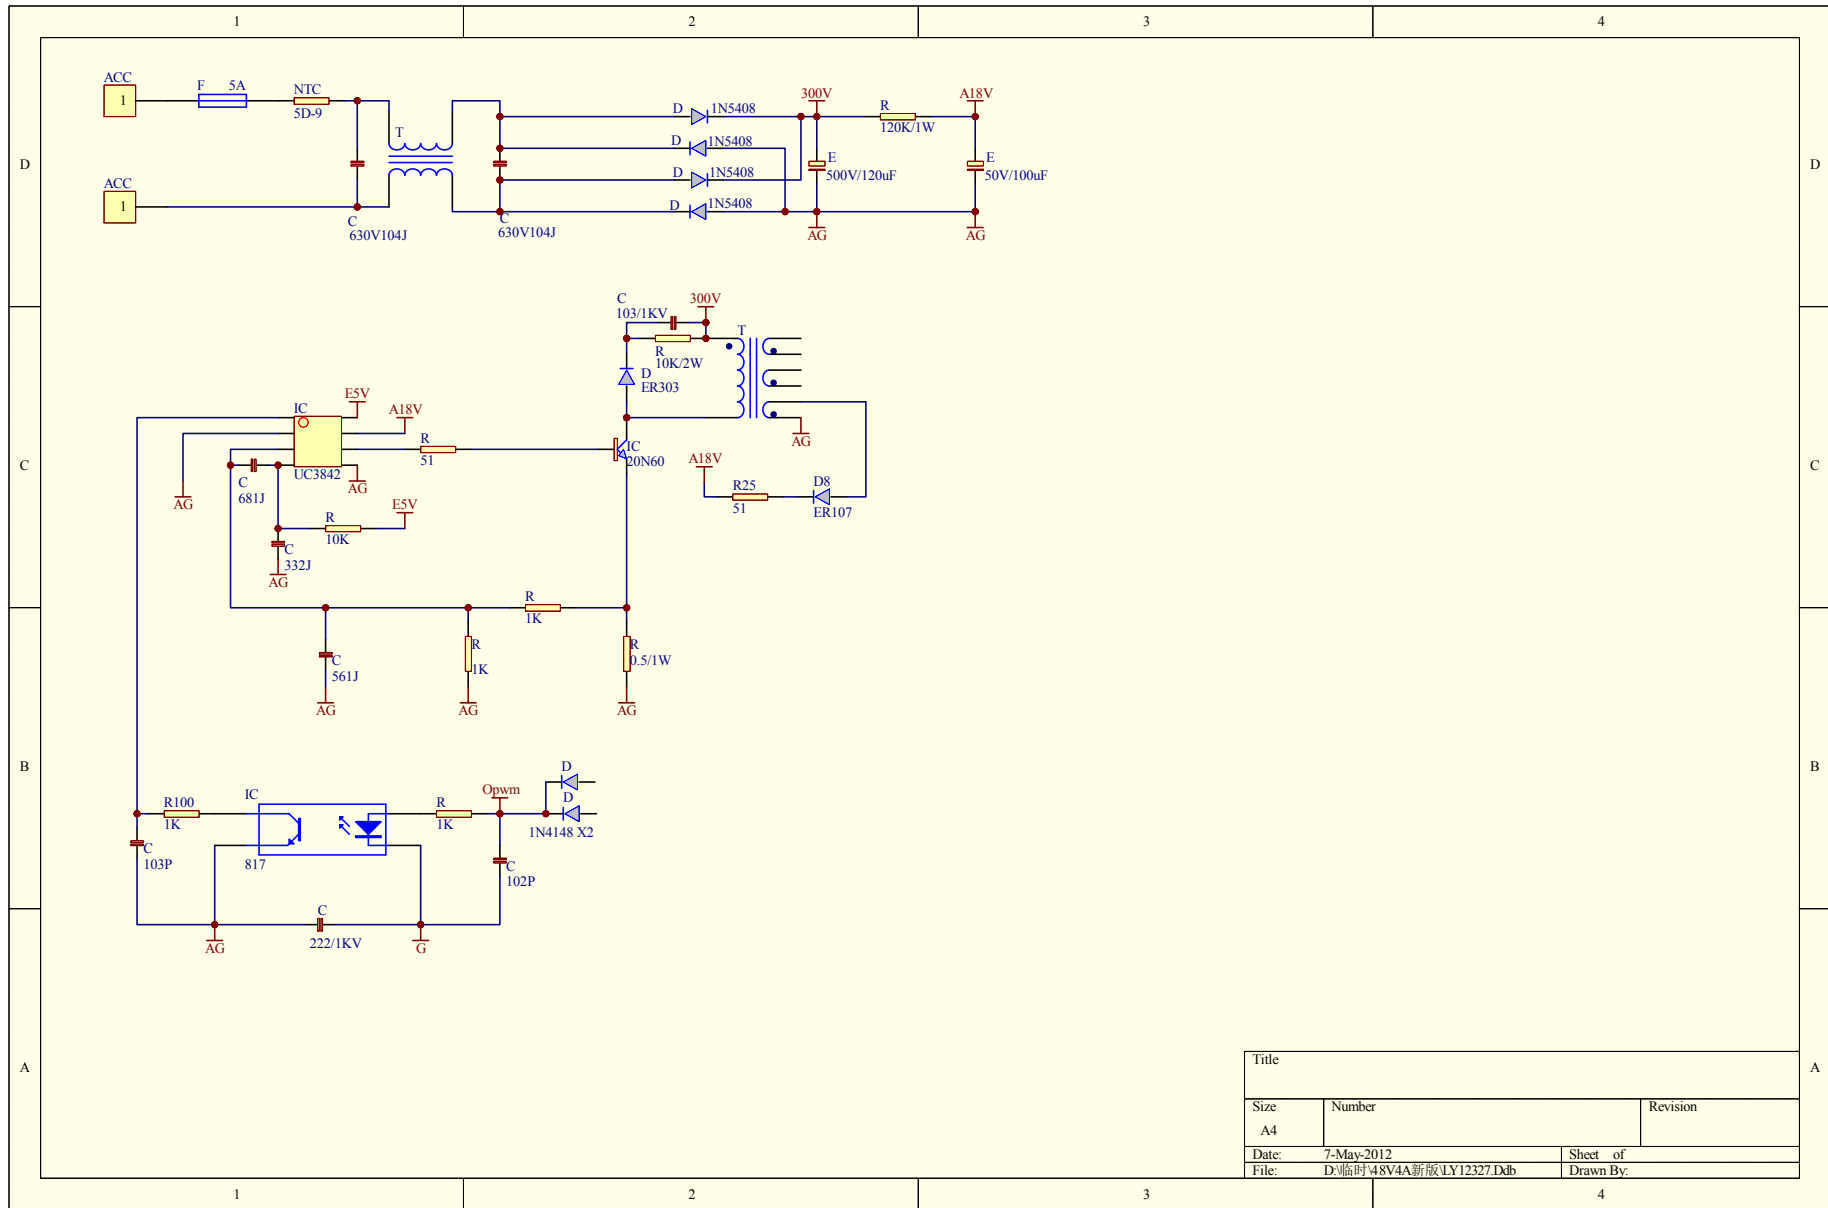 1 2 3 4
ACC
1
F 5A
NTC
5D-9
T
D 1N5408
300V
R
120K/1W
A18V
D 1N5408
D
D
E
500V/120uF
E
50V/100uF
D 1N5408
ACC
1
D 1N5408
C
630V104J
C
630V104J
AG
AG
C
103/1KV
300V
T
R
10K/2W
D
ER303
E5V
IC
A18V
R
51
IC
20N60
AG
C
C
UC3842
C
681J
AG
AG
A18V
R25
51
D8
ER107
R
10K
E5V
C
332J
AG
R
1K
C
561J
R
1K
R
0.5/1W
AG
AG
AG
B
B
D
Opwm
D
1N4148 X2
R100
1K
IC
R
1K
C
103P
817
C
102P
C
222/1KV
AG
G
A
A
Title
Size
A4
Number
Revision
Date: 7-May-2012
Sheet of
File: D:\临时\48V4A新版\LY12327.Ddb
Drawn By:
1 2 3 4